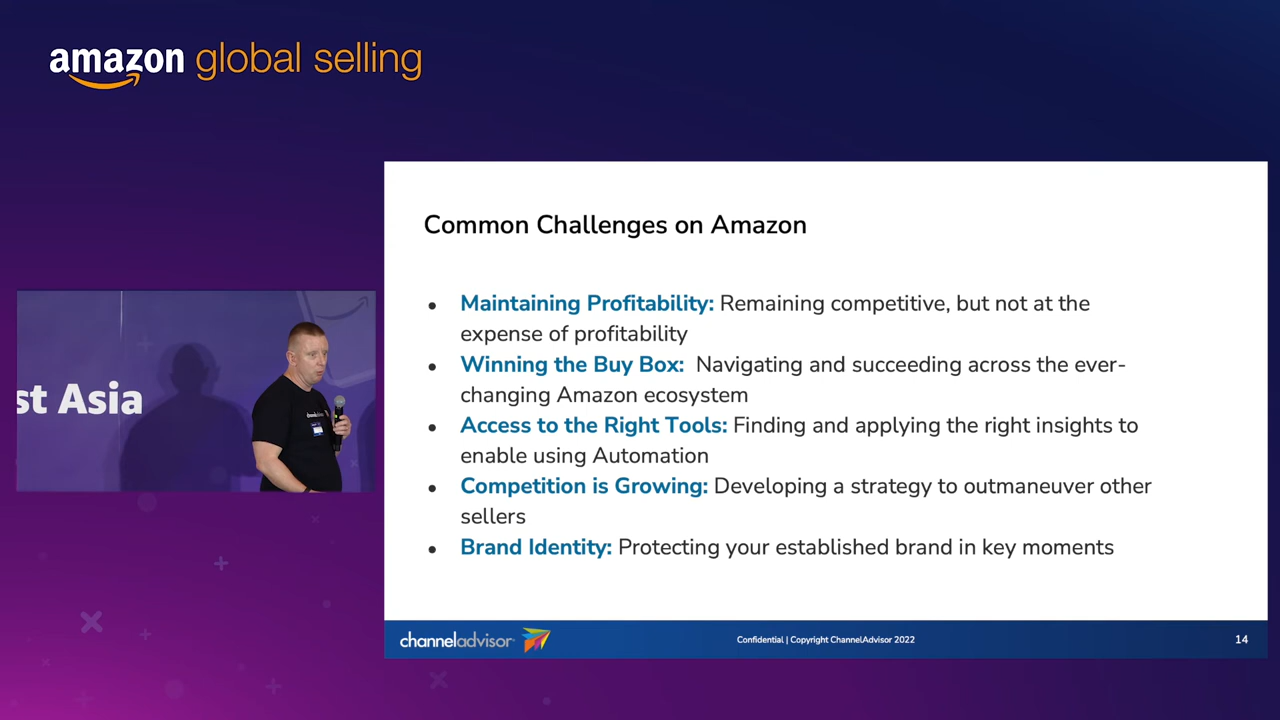 amazon global selling
st Asia
channeladvisor
Common Challenges on Amazon
• Maintaining Profitability: Remaining competitive, but not at the
expense of profitability
• Winning the Buy Box: Navigating and succeeding across the ever-
changing Amazon ecosystem
• Access to the Right Tools: Finding and applying the right insights to
enable using Automation
• Competition is Growing: Developing a strategy to outmaneuver other
sellers
• Brand Identity: Protecting your established brand in key moments
channeladvisor
Confidential | Copyright ChannelAdvisor 2022
14